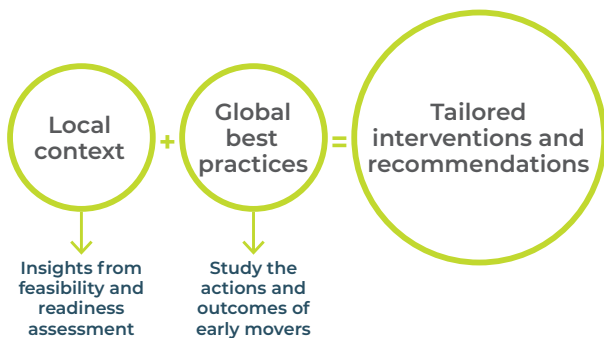 Local
context
+
Global
best
practices
=
Tailored
interventions and
recommendations
Insights from
feasibility and
readiness
assessment
Study the
actions and
outcomes of
early movers